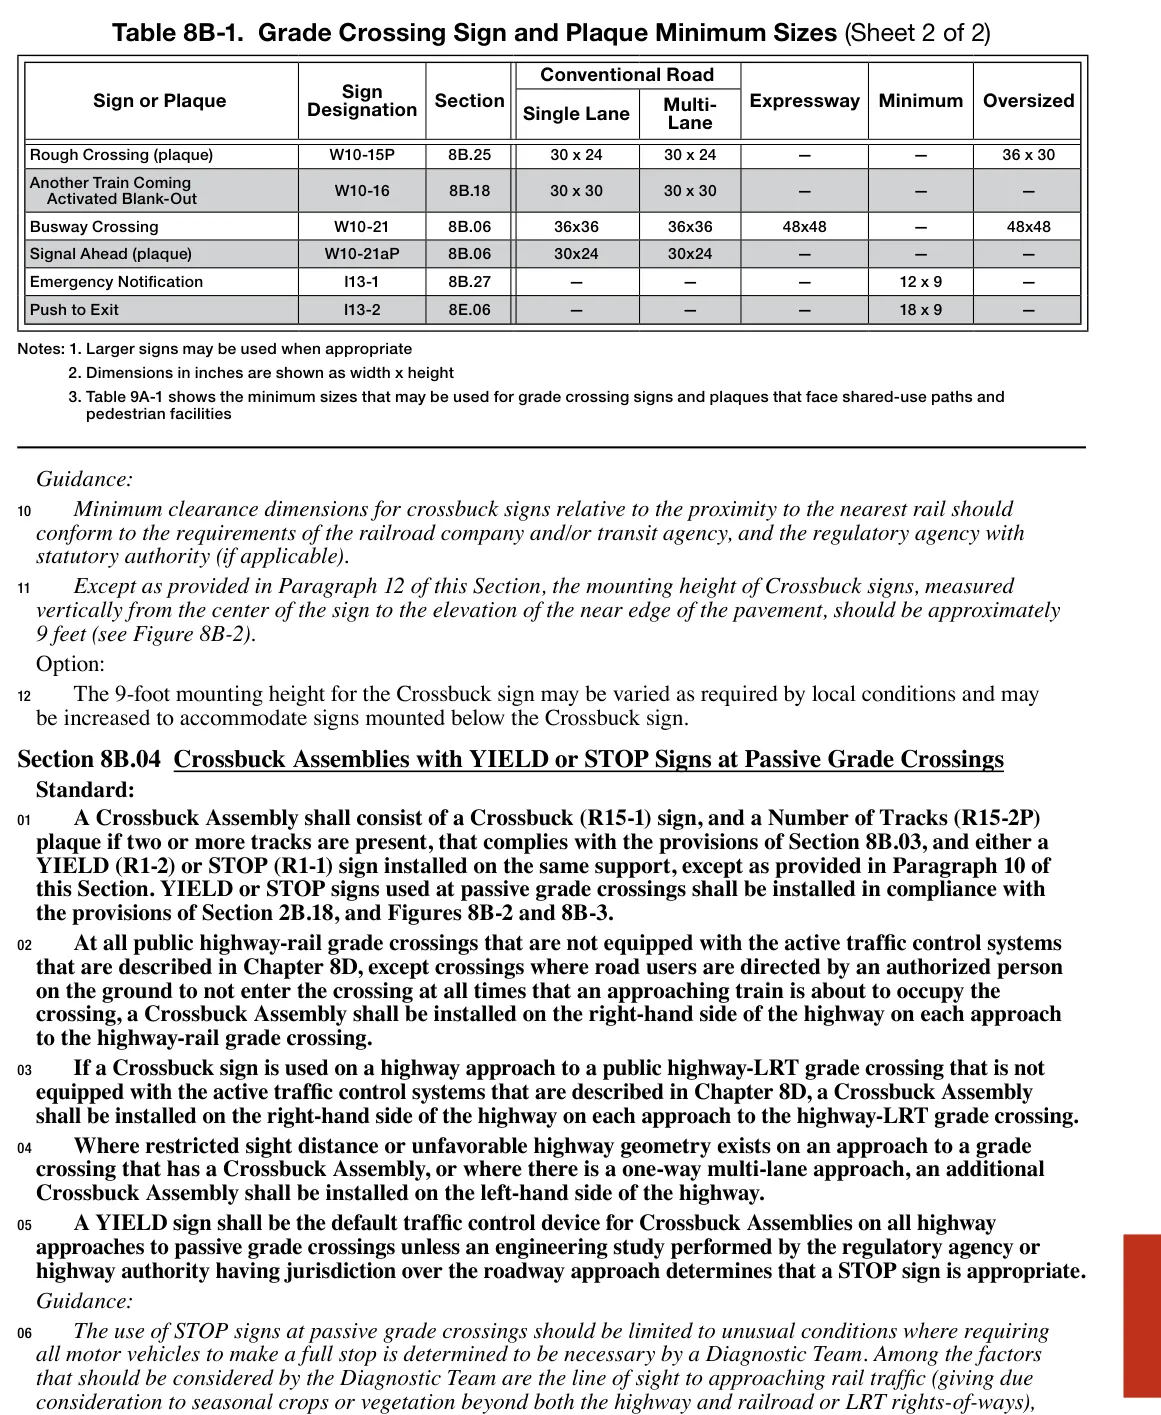 Table 8B-1. Grade Crossing Sign and Plaque Minimum Sizes (Sheet 2 of 2)
Sign or Plaque Sign Designation Section Conventional Road Single Lane Multi-Lane Expressway Minimum Oversized
Rough Crossing (plaque) W10-15P 8B.25 30 x 24 30 x 24 — — 36 x 30
Another Train Coming Activated Blank-Out W10-16 8B.18 30 x 30 30 x 30 — — —
Busway Crossing W10-21 8B.06 36x36 36x36 48x48 — 48x48
Signal Ahead (plaque) W10-21aP 8B.06 30x24 30x24 — — —
Emergency Notification I13-1 8B.27 — — — 12 x 9 —
Push to Exit I13-2 8E.06 — — — 18 x 9 —
Notes: 1. Larger signs may be used when appropriate
2. Dimensions in inches are shown as width x height
3. Table 9A-1 shows the minimum sizes that may be used for grade crossing signs and plaques that face shared-use paths and
pedestrian facilities
Guidance:
10 Minimum clearance dimensions for crossbuck signs relative to the proximity to the nearest rail should
conform to the requirements of the railroad company and/or transit agency, and the regulatory agency with
statutory authority (if applicable).
11 Except as provided in Paragraph 12 of this Section, the mounting height of Crossbuck signs, measured
vertically from the center of the sign to the elevation of the near edge of the pavement, should be approximately
9 feet (see Figure 8B-2).
Option:
12 The 9-foot mounting height for the Crossbuck sign may be varied as required by local conditions and may
be increased to accommodate signs mounted below the Crossbuck sign.
Section 8B.04 Crossbuck Assemblies with YIELD or STOP Signs at Passive Grade Crossings
Standard:
01 A Crossbuck Assembly shall consist of a Crossbuck (R15-1) sign, and a Number of Tracks (R15-2P)
plaque if two or more tracks are present, that complies with the provisions of Section 8B.03, and either a
YIELD (R1-2) or STOP (R1-1) sign installed on the same support, except as provided in Paragraph 10 of
this Section. YIELD or STOP signs used at passive grade crossings shall be installed in compliance with
the provisions of Section 2B.18, and Figures 8B-2 and 8B-3.
02 At all public highway-rail grade crossings that are not equipped with the active traffic control systems
that are described in Chapter 8D, except crossings where road users are directed by an authorized person
on the ground to not enter the crossing at all times that an approaching train is about to occupy the
crossing, a Crossbuck Assembly shall be installed on the right-hand side of the highway on each approach
to the highway-rail grade crossing.
03 If a Crossbuck sign is used on a highway approach to a public highway-LRT grade crossing that is not
equipped with the active traffic control systems that are described in Chapter 8D, a Crossbuck Assembly
shall be installed on the right-hand side of the highway on each approach to the highway-LRT grade crossing.
04 Where restricted sight distance or unfavorable highway geometry exists on an approach to a grade
crossing that has a Crossbuck Assembly, or where there is a one-way multi-lane approach, an additional
Crossbuck Assembly shall be installed on the left-hand side of the highway.
05 A YIELD sign shall be the default traffic control device for Crossbuck Assemblies on all highway
approaches to passive grade crossings unless an engineering study performed by the regulatory agency or
highway authority having jurisdiction over the roadway approach determines that a STOP sign is appropriate.
Guidance:
06 The use of STOP signs at passive grade crossings should be limited to unusual conditions where requiring
all motor vehicles to make a full stop is determined to be necessary by a Diagnostic Team. Among the factors
that should be considered by the Diagnostic Team are the line of sight to approaching rail traffic (giving due
consideration to seasonal crops or vegetation beyond both the highway and railroad or LRT rights-of-ways),